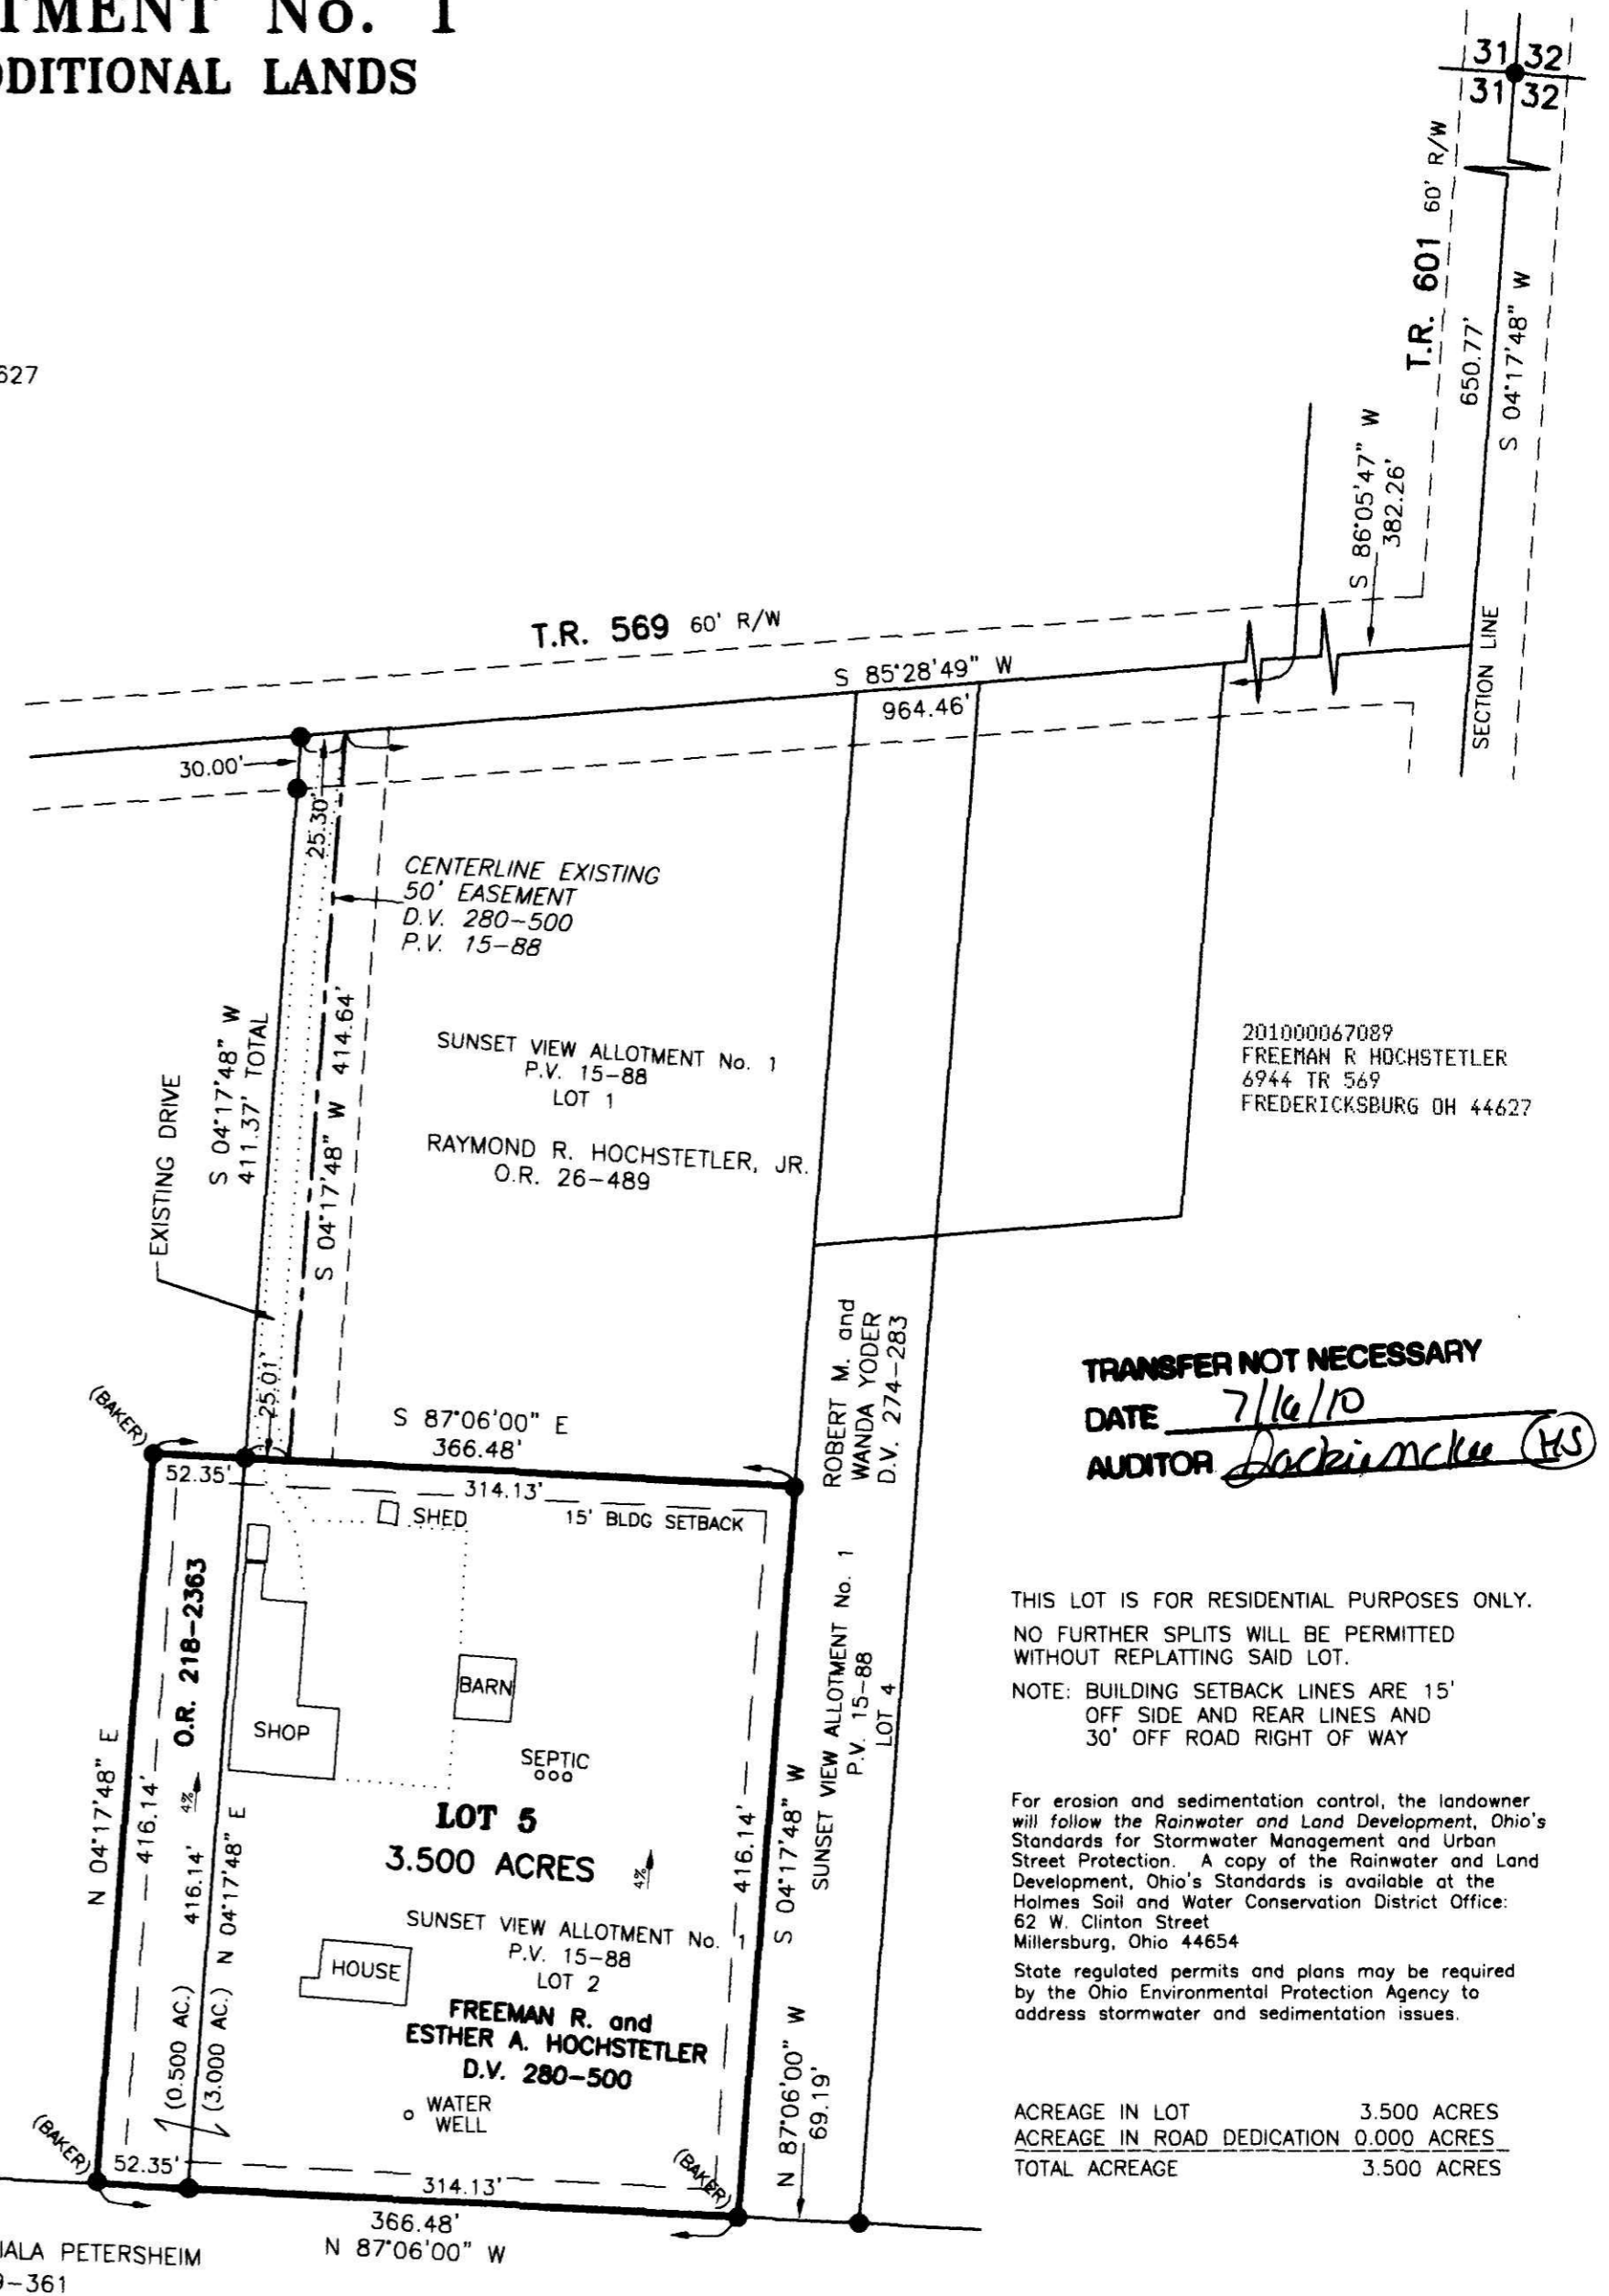 TMENT No. 1
DDITIONAL LANDS
31 32
31 32
T.R. 601 60' R/W
650.77'
S 04°17'48" W
SECTION LINE
S 86°05'47" W
382.26'
627
T.R. 569 60' R/W
S 85°28'49" W
964.46'
30.00'
25.30'
CENTERLINE EXISTING
50' EASEMENT
D.V. 280-500
P.V. 15-88
S 04°17'48" W
411.37' TOTAL
S 04°17'48" W 414.64'
EXISTING DRIVE
SUNSET VIEW ALLOTMENT No. 1
P.V. 15-88
LOT 1
RAYMOND R. HOCHSTETLER, JR.
O.R. 26-489
201000067089
FREEMAN R HOCHSTETLER
6944 TR 569
FREDERICKSBURG OH 44627
25.01'
(BAKER)
S 87°06'00" E
366.48'
52.35'
314.13'
15' BLDG SETBACK
SHED
ROBERT M. and
WANDA YODER
D.V. 274-283
TRANSFER NOT NECESSARY
DATE 7/16/10
AUDITOR (HS)
O.R. 218-2363
SHOP
BARN
SEPTIC
N 04°17'48" E
416.14'
416.14'
4%
N 04°17'48" E
LOT 5
3.500 ACRES
4%
416.14'
S 04°17'48" W
SUNSET VIEW ALLOTMENT No. 1
P.V. 15-88
LOT 4
SUNSET VIEW ALLOTMENT No. 1
P.V. 15-88
LOT 2
HOUSE
FREEMAN R. and
ESTHER A. HOCHSTETLER
D.V. 280-500
WATER
WELL
(0.500 AC.)
(3.000 AC.)
(BAKER)
52.35'
314.13'
(BAKER)
366.48'
N 87°06'00" W
N 87°06'00" W
69.19'
IALA PETERSHEIM
9-361
THIS LOT IS FOR RESIDENTIAL PURPOSES ONLY.
NO FURTHER SPLITS WILL BE PERMITTED
WITHOUT REPLATTING SAID LOT.
NOTE: BUILDING SETBACK LINES ARE 15'
OFF SIDE AND REAR LINES AND
30' OFF ROAD RIGHT OF WAY
For erosion and sedimentation control, the landowner
will follow the Rainwater and Land Development, Ohio's
Standards for Stormwater Management and Urban
Street Protection. A copy of the Rainwater and Land
Development, Ohio's Standards is available at the
Holmes Soil and Water Conservation District Office:
62 W. Clinton Street
Millersburg, Ohio 44654
State regulated permits and plans may be required
by the Ohio Environmental Protection Agency to
address stormwater and sedimentation issues.
ACREAGE IN LOT 3.500 ACRES
ACREAGE IN ROAD DEDICATION 0.000 ACRES
TOTAL ACREAGE 3.500 ACRES